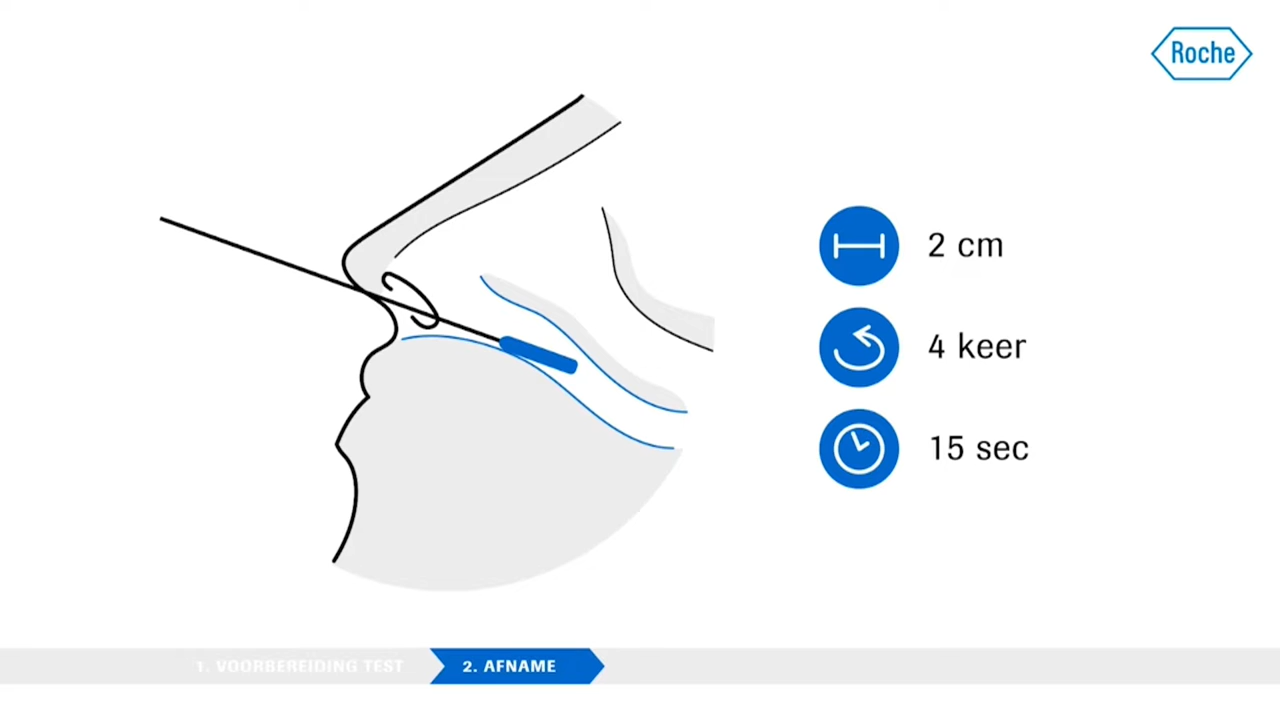 Roche
2 cm
4 keer
15 sec
1. VOORBEREIDING TEST
2. AFNAME